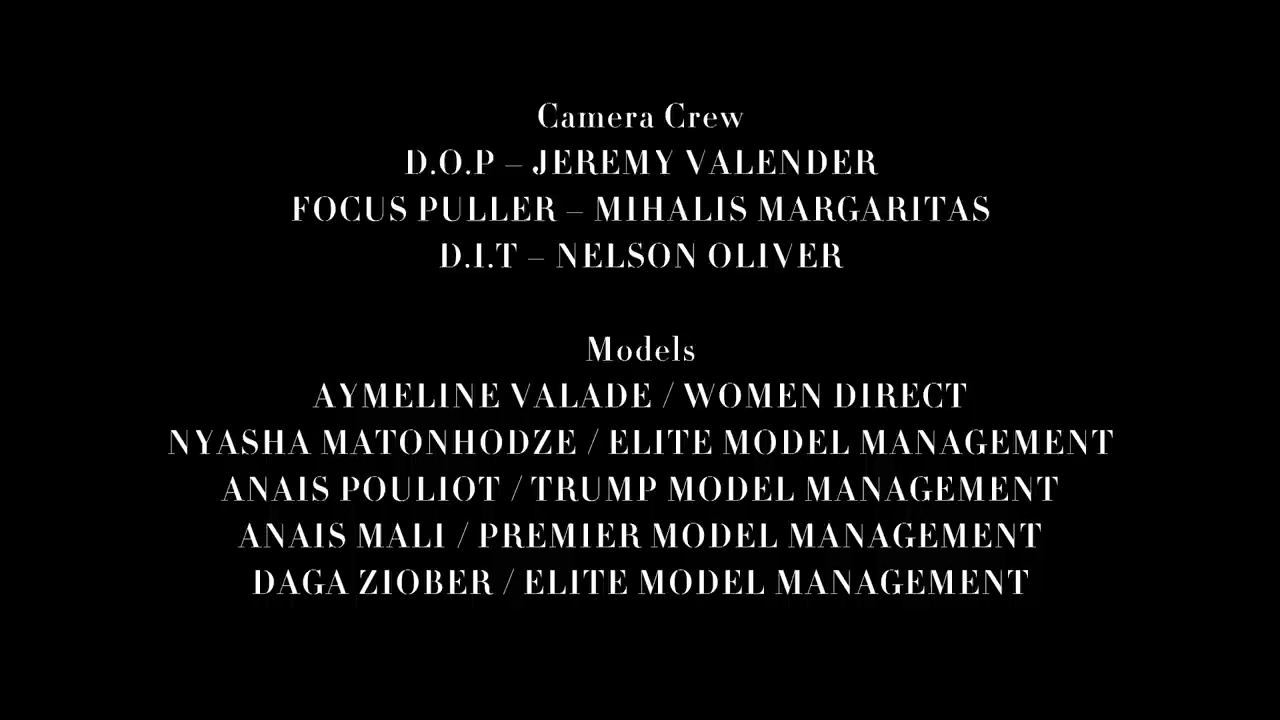 Camera Crew
D.O.P – JEREMY VALENDER
FOCUS PULLER – MIHALIS MARGARITAS
D.I.T – NELSON OLIVER
Models
AYMELINE VALADE / WOMEN DIRECT
NYASHA MATONHODZE / ELITE MODEL MANAGEMENT
ANAIS POULIOT / TRUMP MODEL MANAGEMENT
ANAIS MALI / PREMIER MODEL MANAGEMENT
DAGA ZIOBER / ELITE MODEL MANAGEMENT